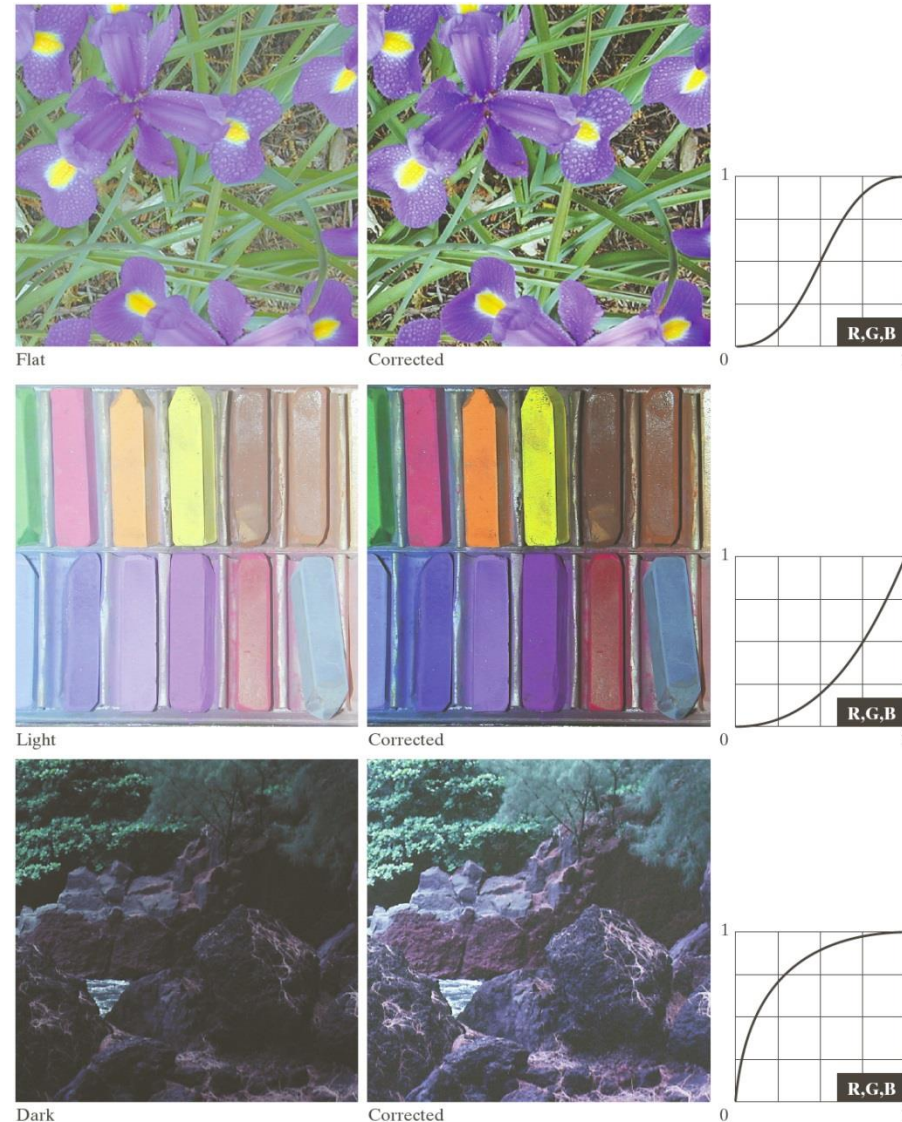 Flat
Corrected
1
R,G,B
0
Light
Corrected
1
R,G,B
0
Dark
Corrected
1
R,G,B
0